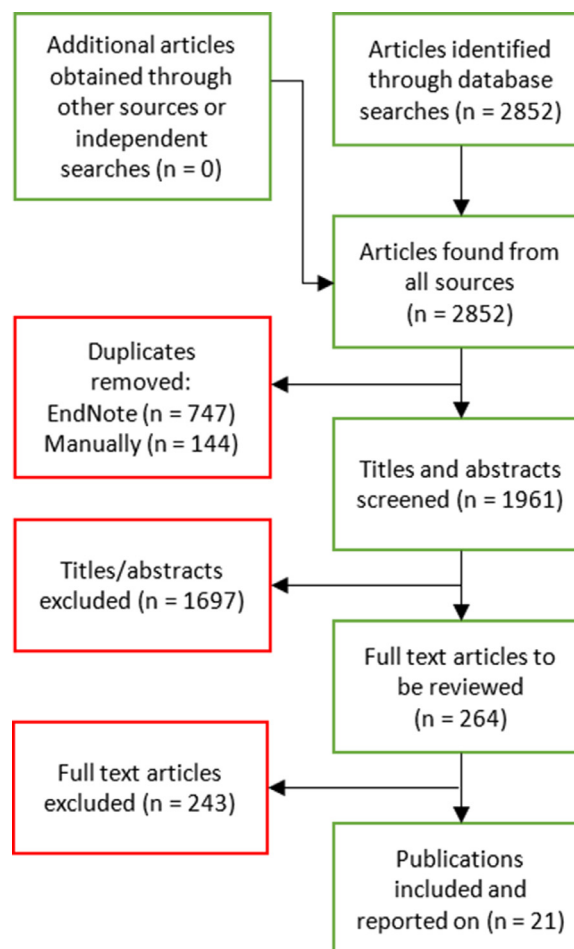 Additional articles
obtained through
other sources or
independent
searches (n = 0)
Articles identified
through database
searches (n = 2852)
Articles found from
all sources
(n = 2852)
Duplicates
removed:
EndNote (n = 747)
Manually (n = 144)
Titles and abstracts
screened (n = 1961)
Titles/abstracts
excluded (n = 1697)
Full text articles to
be reviewed
(n = 264)
Full text articles
excluded (n = 243)
Publications
included and
reported on (n = 21)